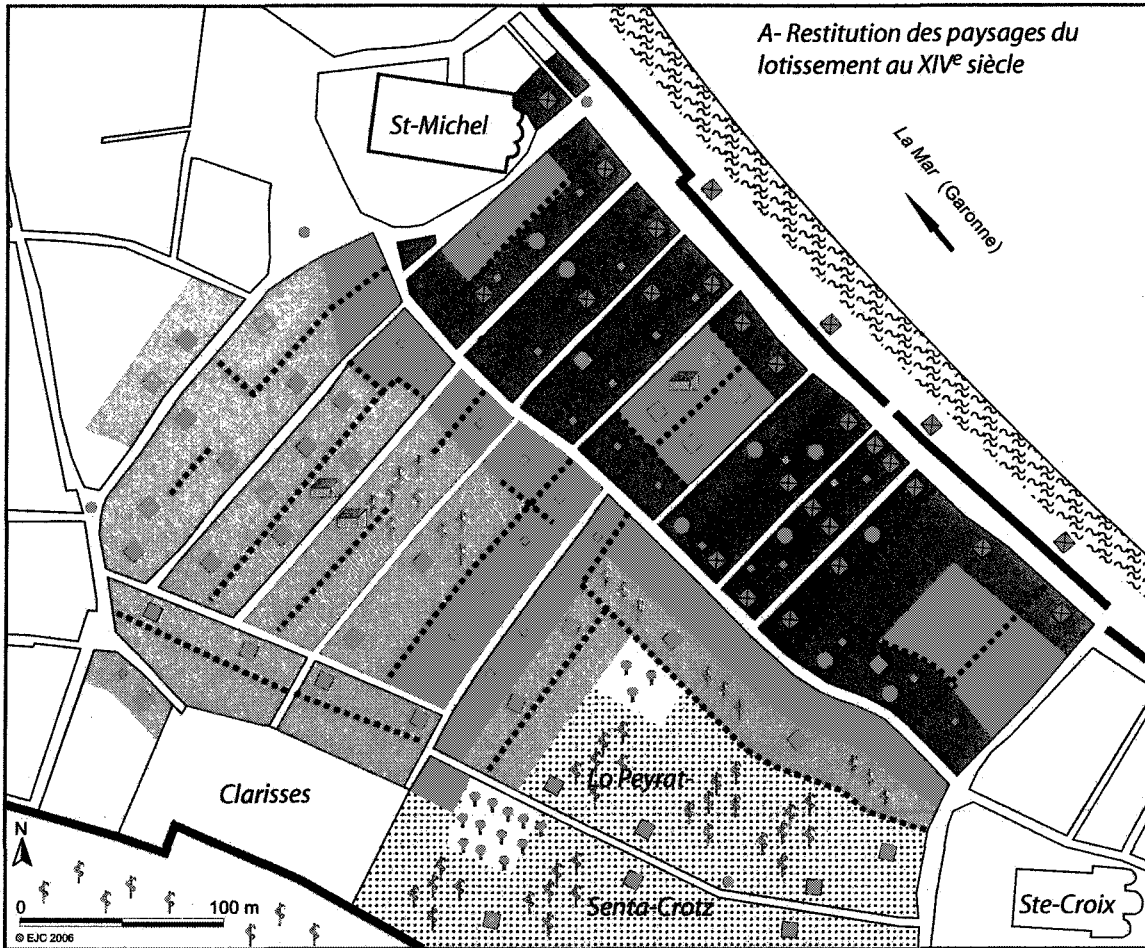 A- Restitution des paysages du
lotissement au XIVe siècle
St-Michel
La Mar (Garonne)
Lo Peyrat-
Clarisses
Senta-Crotz
Ste-Croix
N
0 100 m
© EJC 2006